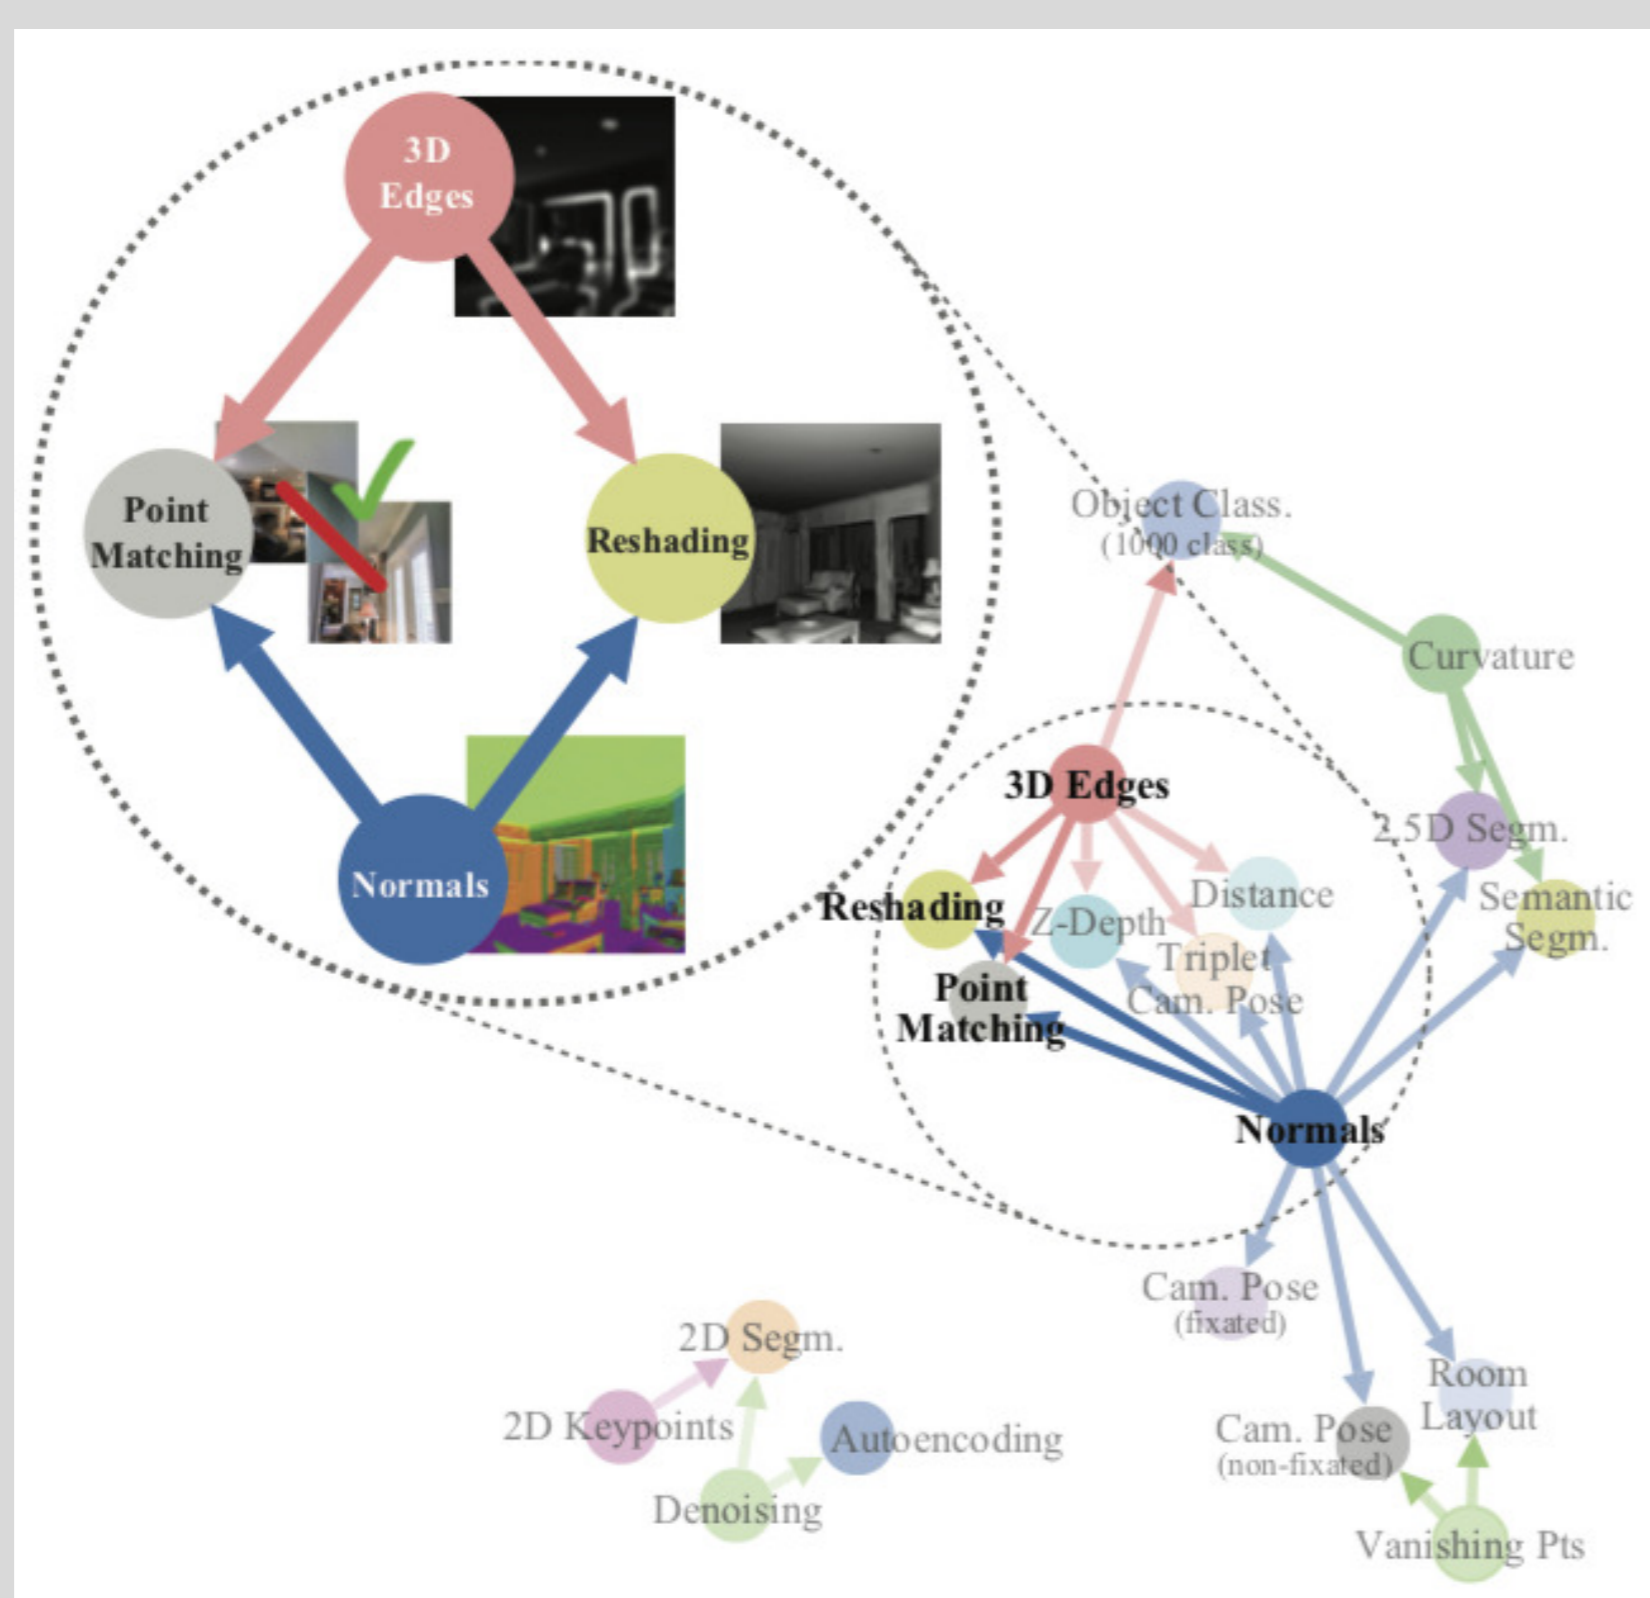 3D
Edges
Point
Matching
Reshading
Normals
Object Class.
(1000 class)
Curvature
3D Edges
2.5D Segm.
Semantic
Segm.
Reshading
Z-Depth
Distance
Triplet
Cam. Pose
Point
Matching
Normals
Cam. Pose
(fixated)
2D Segm.
2D Keypoints
Autoencoding
Denoising
Room
Layout
Cam. Pose
(non-fixated)
Vanishing Pts